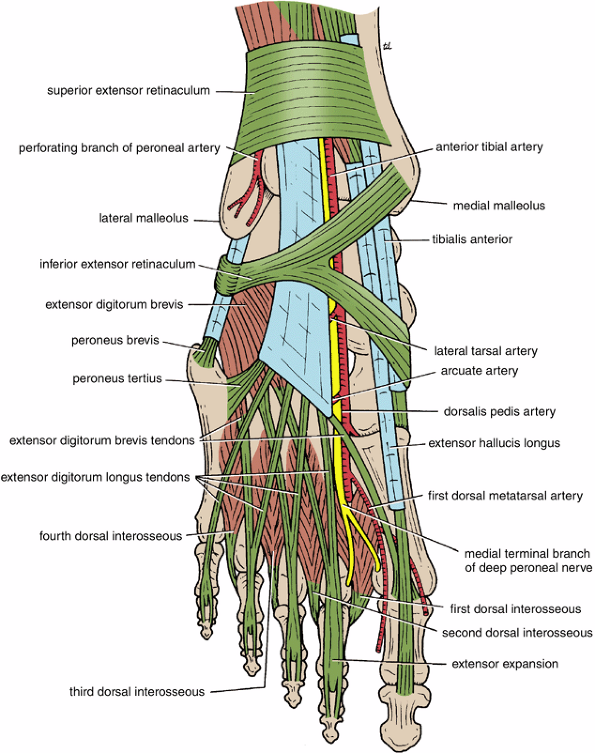 superior extensor retinaculum
perforating branch of peroneal artery
lateral malleolus
inferior extensor retinaculum
extensor digitorum brevis
peroneus brevis
peroneus tertius
extensor digitorum brevis tendons
extensor digitorum longus tendons
fourth dorsal interosseous
third dorsal interosseous
anterior tibial artery
medial malleolus
tibialis anterior
lateral tarsal artery
arcuate artery
dorsalis pedis artery
extensor hallucis longus
first dorsal metatarsal artery
medial terminal branch
of deep peroneal nerve
first dorsal interosseous
second dorsal interosseous
extensor expansion